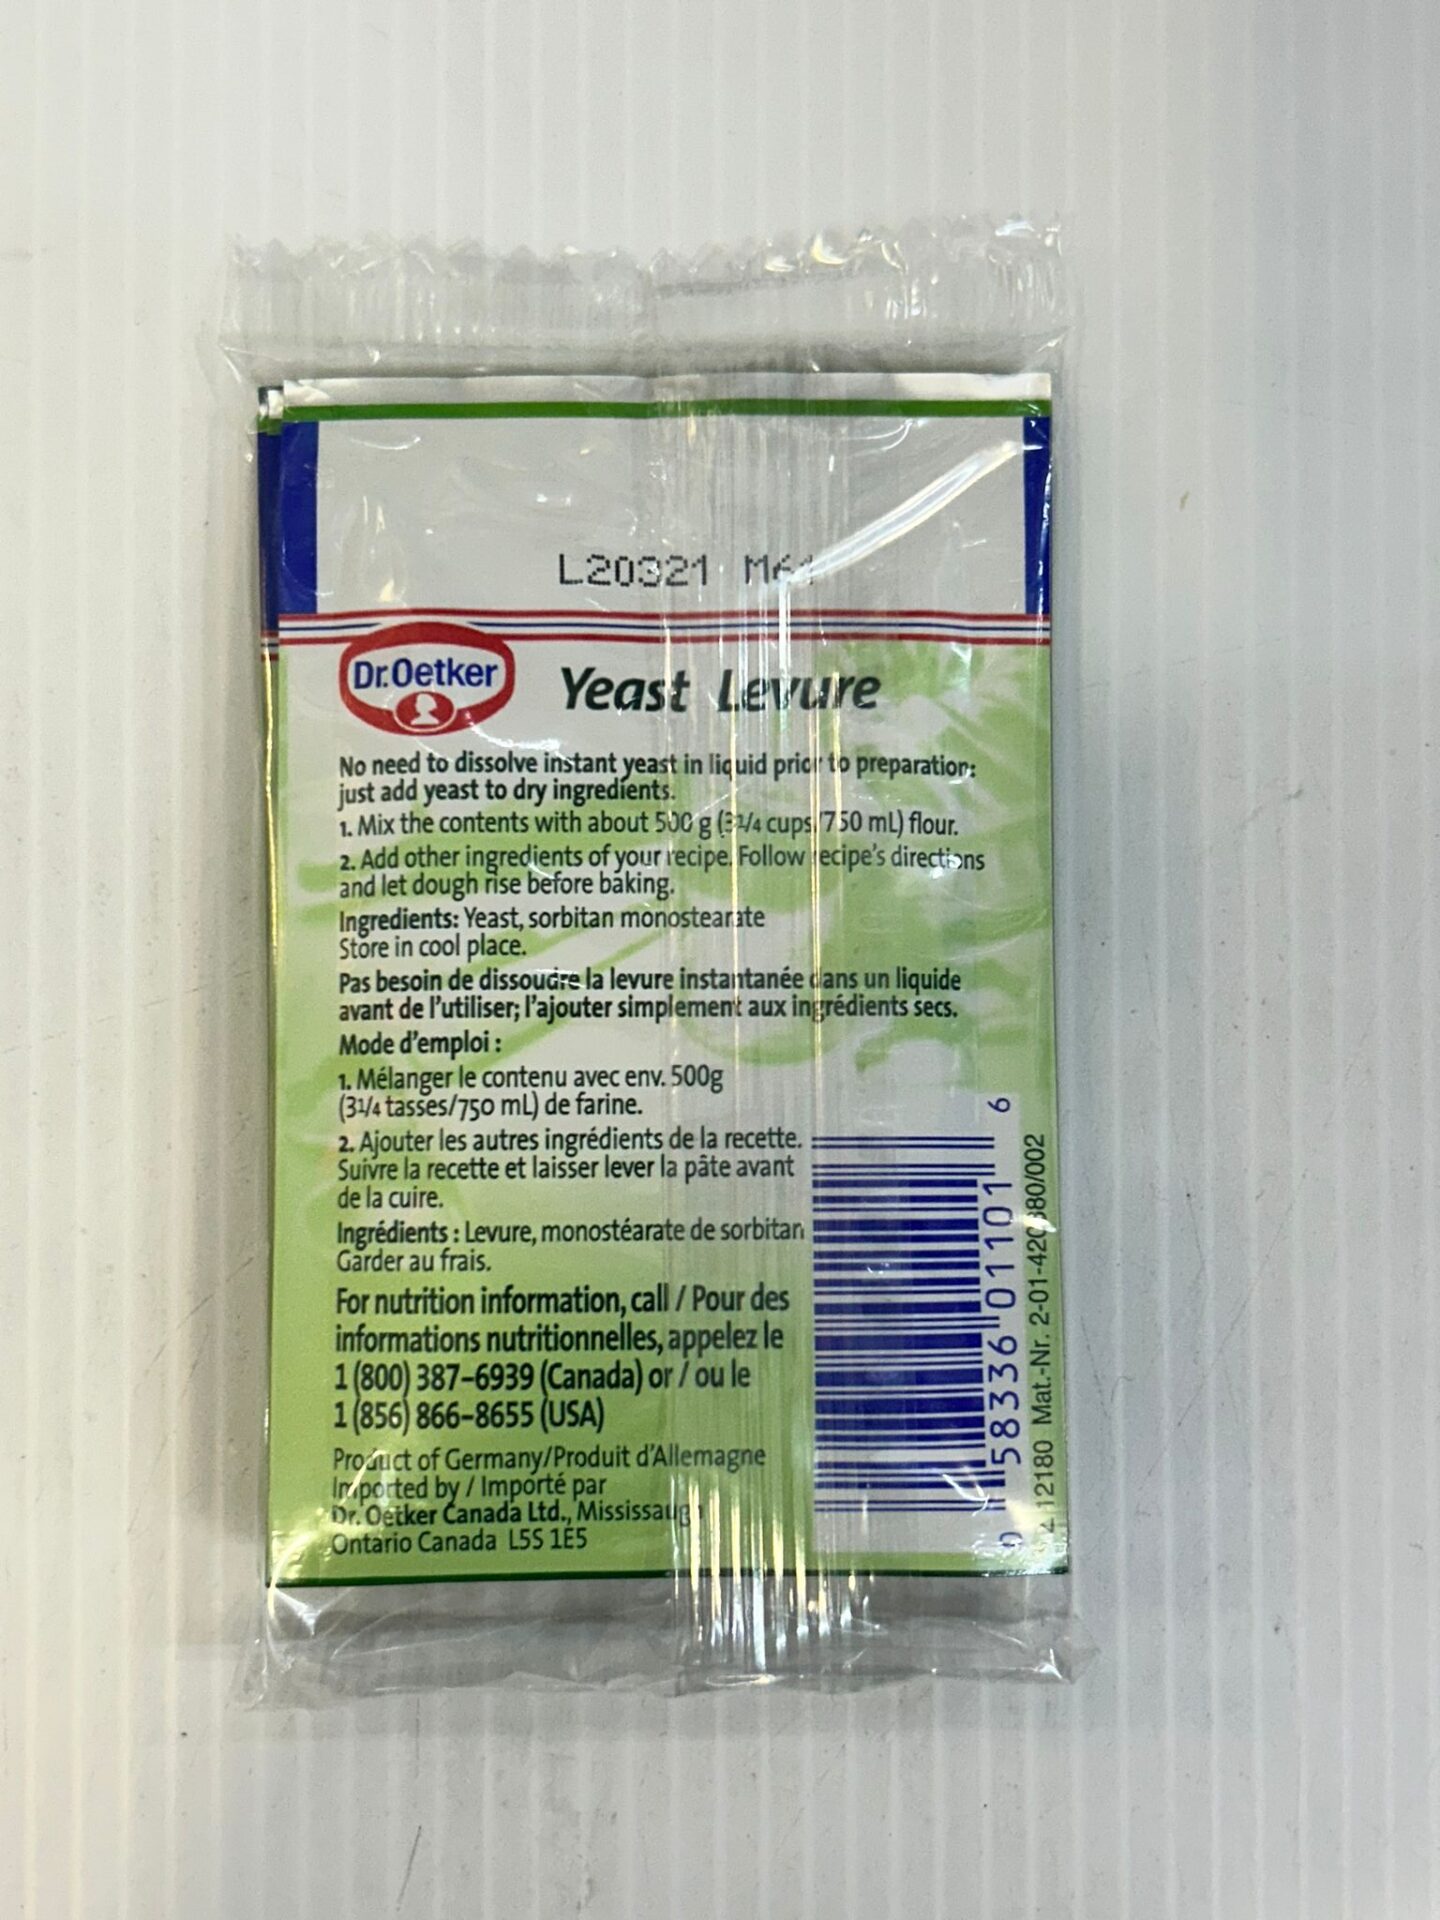 L20321 M61
Dr.Oetker
Yeast Levure
No need to dissolve instant yeast in liquid prior to preparation:
just add yeast to dry ingredients.
1. Mix the contents with about 500 g (3 1/4 cups/750 mL) flour.
2. Add other ingredients of your recipe. Follow recipe's directions
and let dough rise before baking.
Ingredients: Yeast, sorbitan monostearate
Store in cool place.
Pas besoin de dissoudre la levure instantanée dans un liquide
avant de l'utiliser; l'ajouter simplement aux ingrédients secs.
Mode d'emploi :
1. Mélanger le contenu avec env. 500g
(3 1/4 tasses/750 mL) de farine.
2. Ajouter les autres ingrédients de la recette.
Suivre la recette et laisser lever la pâte avant
de la cuire.
Ingrédients : Levure, monostéarate de sorbitan
Garder au frais.
For nutrition information, call / Pour des
informations nutritionnelles, appelez le
1 (800) 387-6939 (Canada) or / ou le
1 (856) 866-8655 (USA)
Product of Germany/Produit d'Allemagne
Imported by / Importé par
Dr. Oetker Canada Ltd., Mississauga
Ontario Canada L5S 1E5
0 58336 01101 6
12180 Mat.-Nr.